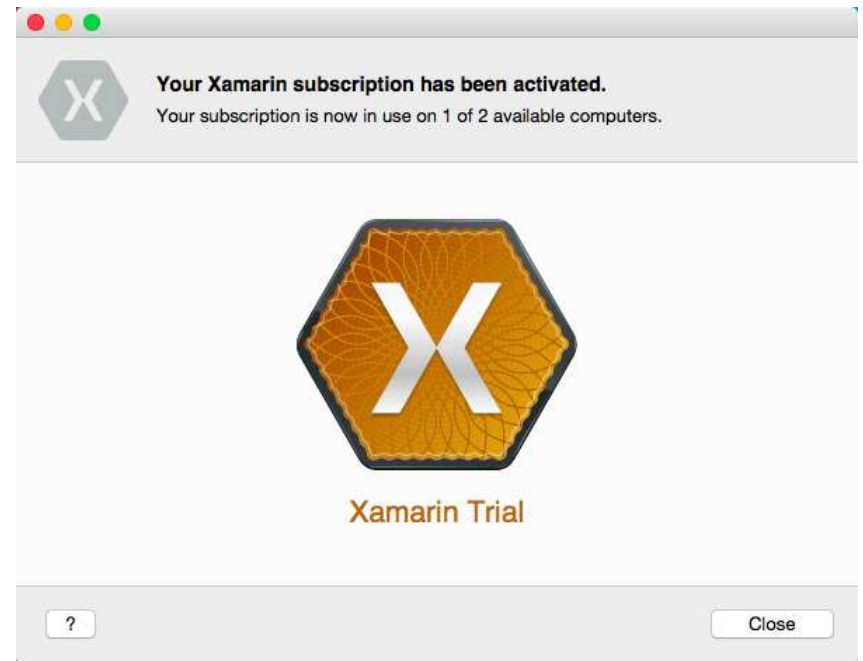 Your Xamarin subscription has been activated.
Your subscription is now in use on 1 of 2 available computers.
Xamarin Trial
?
Close